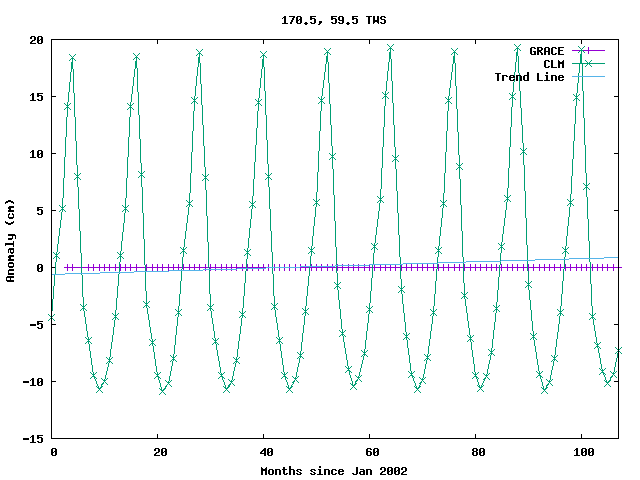 170.5, 59.5 TWS
GRACE
CLM
Trend Line
20
15
10
5
0
-5
-10
-15
Anomaly (cm)
0 20 40 60 80 100
Months since Jan 2002